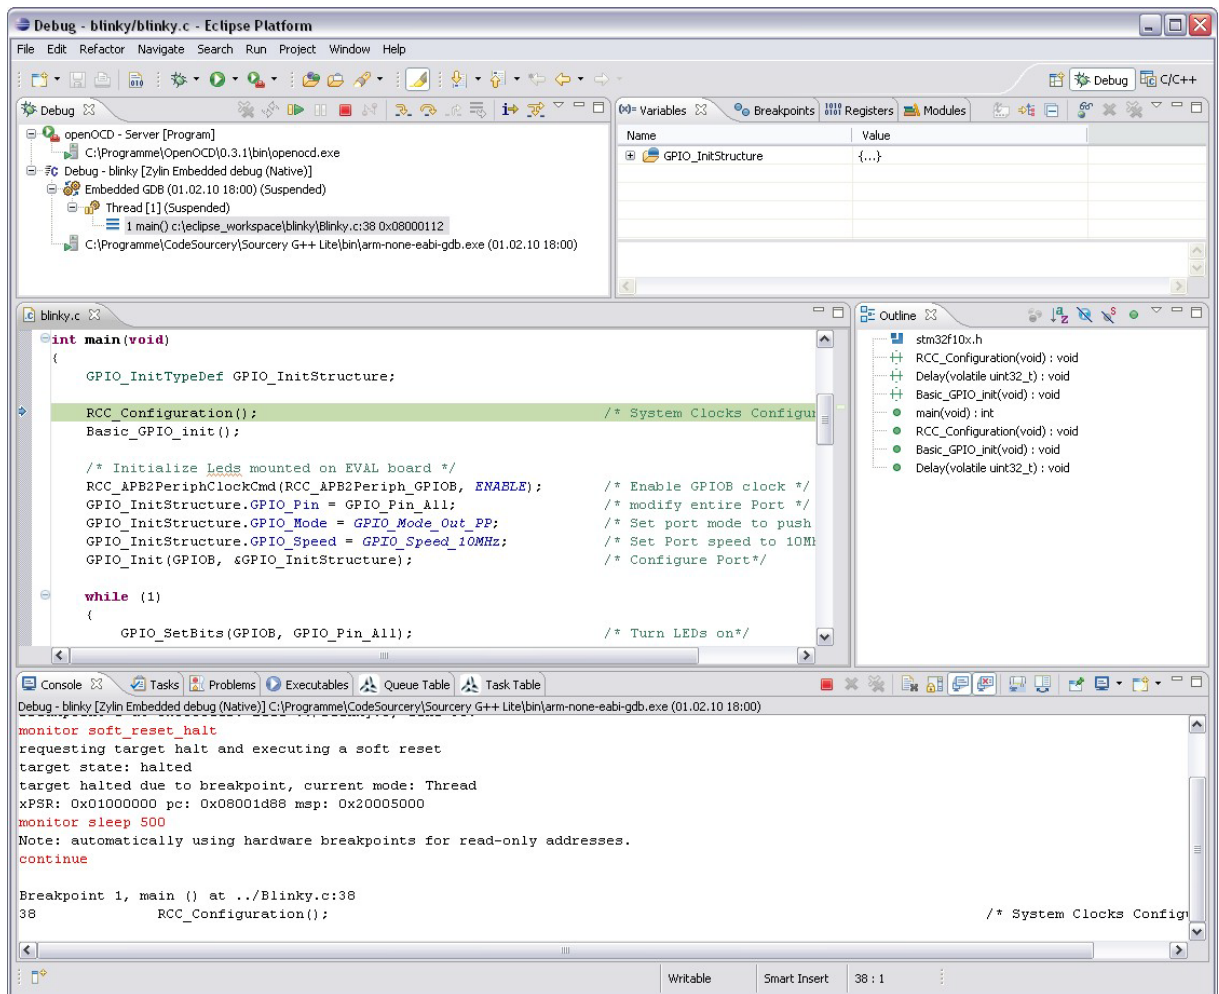 Debug - blinky/blinky.c - Eclipse Platform
File Edit Refactor Navigate Search Run Project Window Help
Debug C/C++
Debug
openOCD - Server [Program]
C:\Programme\OpenOCD\0.3.1\bin\openocd.exe
Debug - blinky [Zylin Embedded debug (Native)]
Embedded GDB (01.02.10 18:00) (Suspended)
Thread [1] (Suspended)
1 main() c:\eclipse_workspace\blinky\Blinky.c:38 0x08000112
C:\Programme\CodeSourcery\Sourcery G++ Lite\bin\arm-none-eabi-gdb.exe (01.02.10 18:00)
(x)= Variables Breakpoints Registers Modules
Name Value
GPIO_InitStructure {...}
blinky.c
int main(void)
{
GPIO_InitTypeDef GPIO_InitStructure;
RCC_Configuration(); /* System Clocks Configur
Basic_GPIO_init();
/* Initialize Leds mounted on EVAL board */
RCC_APB2PeriphClockCmd(RCC_APB2Periph_GPIOB, ENABLE); /* Enable GPIOB clock */
GPIO_InitStructure.GPIO_Pin = GPIO_Pin_All; /* modify entire Port */
GPIO_InitStructure.GPIO_Mode = GPIO_Mode_Out_PP; /* Set port mode to push
GPIO_InitStructure.GPIO_Speed = GPIO_Speed_10MHz; /* Set Port speed to 10MH
GPIO_Init(GPIOB, &GPIO_InitStructure); /* Configure Port*/
while (1)
{
GPIO_SetBits(GPIOB, GPIO_Pin_All); /* Turn LEDs on*/
Outline
stm32f10x.h
RCC_Configuration(void) : void
Delay(volatile uint32_t) : void
Basic_GPIO_init(void) : void
main(void) : int
RCC_Configuration(void) : void
Basic_GPIO_init(void) : void
Delay(volatile uint32_t) : void
Console Tasks Problems Executables Queue Table Task Table
Debug - blinky [Zylin Embedded debug (Native)] C:\Programme\CodeSourcery\Sourcery G++ Lite\bin\arm-none-eabi-gdb.exe (01.02.10 18:00)
monitor soft_reset_halt
requesting target halt and executing a soft reset
target state: halted
target halted due to breakpoint, current mode: Thread
xPSR: 0x01000000 pc: 0x08001d88 msp: 0x20005000
monitor sleep 500
Note: automatically using hardware breakpoints for read-only addresses.
continue
Breakpoint 1, main () at ../Blinky.c:38
38 RCC_Configuration(); /* System Clocks Configu
Writable Smart Insert 38 : 1